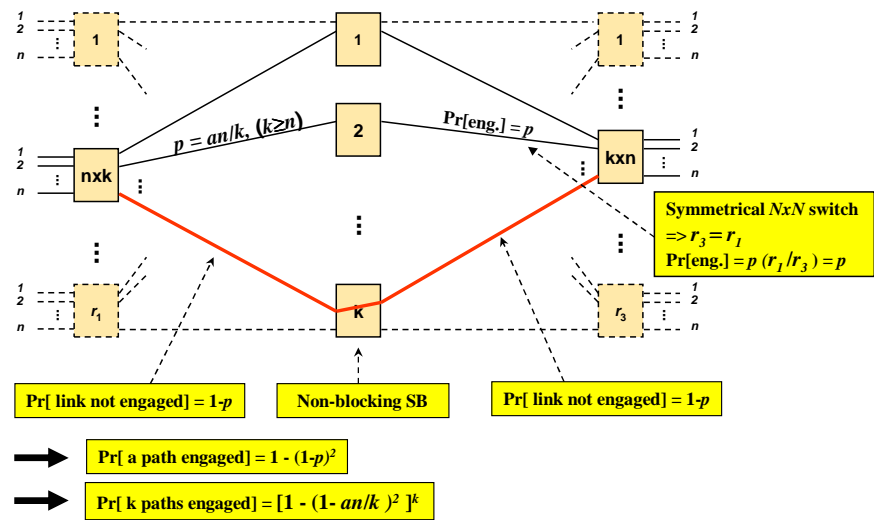 1
2
⋮
n
1
1
1
1
2
⋮
n
⋮
p = an/k, (k≥n)
2
Pr[eng.] = p
⋮
1
2
⋮
n
nxk
⋮
kxn
⋮
1
2
⋮
n
⋮
⋮
⋮
Symmetrical NxN switch
=> r3 = r1
Pr[eng.] = p (r1/r3 ) = p
1
2
⋮
n
r1
k
r3
1
2
⋮
n
Pr[ link not engaged] = 1-p
Non-blocking SB
Pr[ link not engaged] = 1-p
Pr[ a path engaged] = 1 - (1-p)²
Pr[ k paths engaged] = [1 - (1- an/k )² ]ᵏ